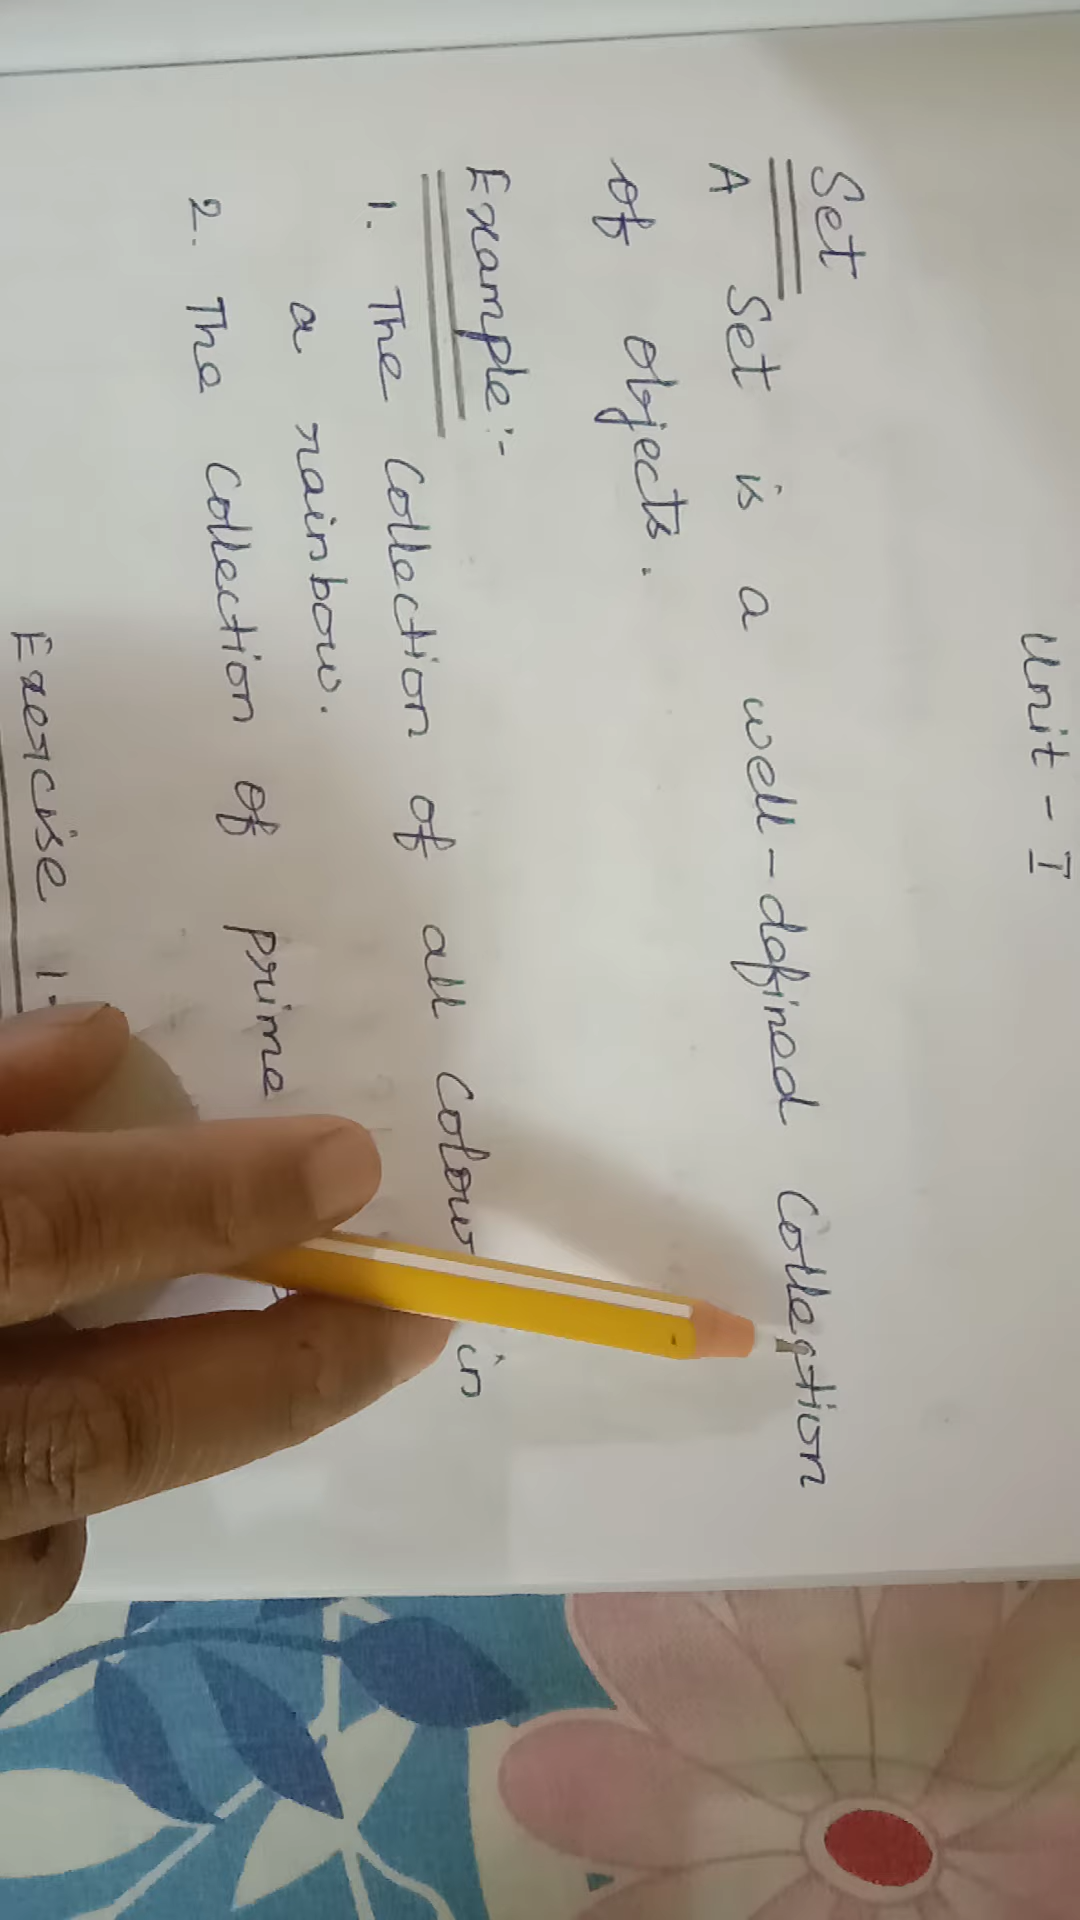 Unit - I
Set
A Set is a well-defined Collection
of objects.
Example:-
1. The Collection of all Colour in
a rainbow.
2. The Collection of prime
Exercise 1.